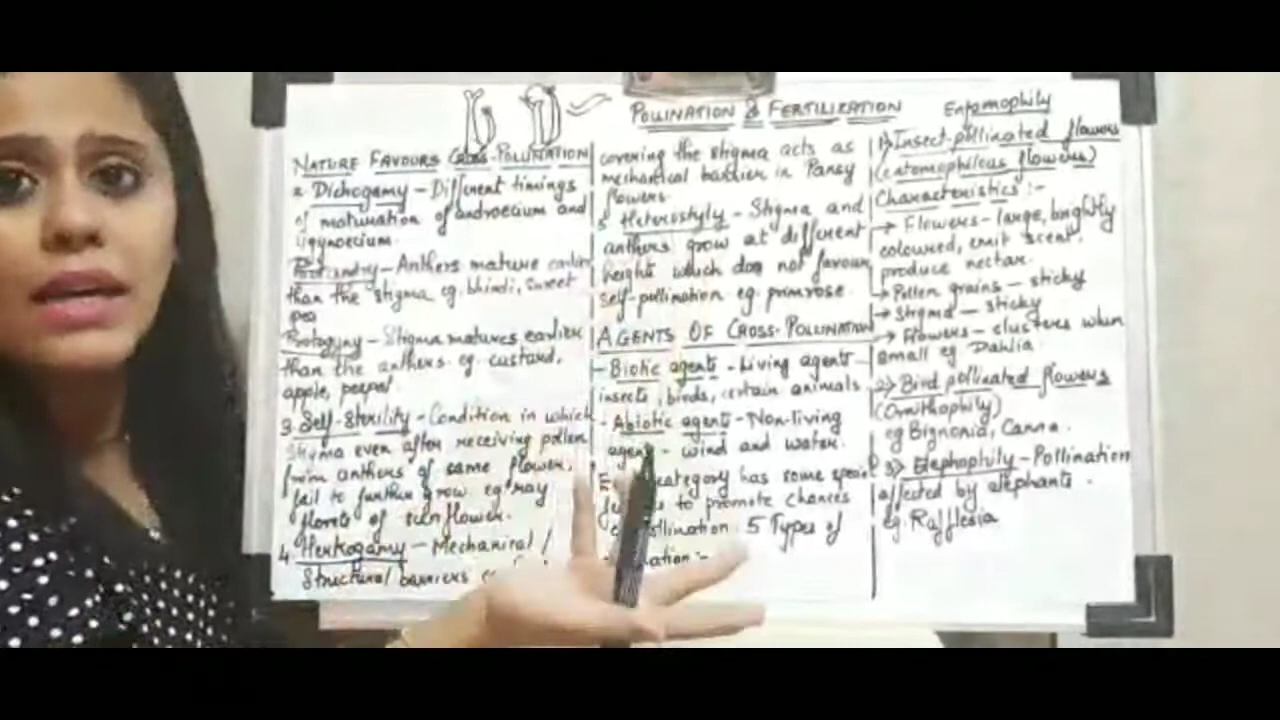 POLLINATION & FERTILIZATION
NATURE FAVOURS CROSS-POLLINATION
2. Dichogamy - Different timings
of maturation of androecium and
gynoecium.
Protandry - Anthers mature earlier
than the stigma eg. bhindi, sweet
pea
Protogyny - Stigma matures earlier
than the anthers eg. custard,
apple, peepal
3. Self-Sterility - Condition in which
stigma even after receiving pollen
from anthers of same flower,
fail to further grow eg ray
florets of sunflower.
4. Herkogamy - Mechanical /
Structural barriers
covering the stigma acts as
mechanical barrier in Pansy
flowers.
5 Heterostyly - Stigma and
anthers grow at different
heights which does not favour
self-pollination eg. primrose.
AGENTS OF CROSS-POLLINATION
- Biotic agents - Living agents -
insects, birds, certain animals
- Abiotic agent - Non-living
agent - wind and water.
category has some
to promote chances
5 Types of
Entomophily
1) Insect-pollinated flowers
(entomophilous flowers)
Characteristics :-
→ Flowers - large, brightly
coloured, emit scent,
produce nectar.
→ Pollen grains - sticky
→ Stigma - sticky
→ Flowers - clusters when
small eg Dahlia
2) Bird pollinated flowers
(Ornithophily)
eg Bignonia, Canna.
3) Elephophily - Pollination
affected by elephants.
eg. Rafflesia